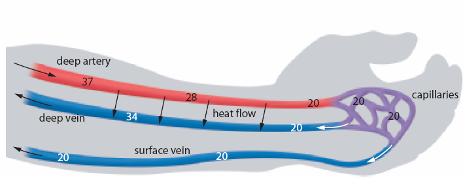 deep artery
37
28
20
20
capillaries
deep vein
34
heat flow
20
20
surface vein
20
20